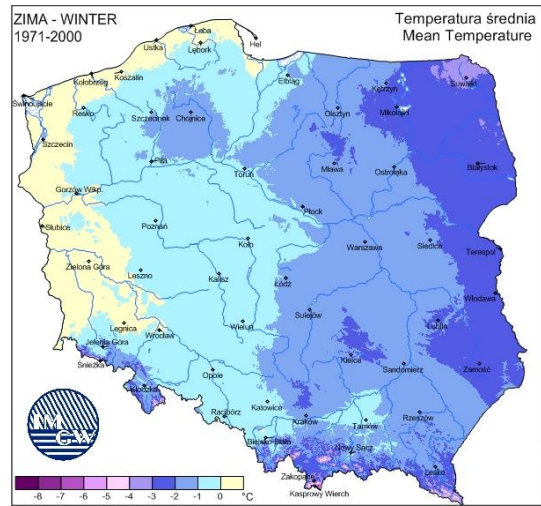 ZIMA - WINTER
1971-2000
Temperatura średnia
Mean Temperature
Łeba
Ustka
Lębork
Hel
Koszalin
Kołobrzeg
Elbląg
Kętrzyn
Suwałki
Świnoujście
Resko
Szczecinek
Chojnice
Olsztyn
Mikołajki
Szczecin
Piła
Toruń
Mława
Ostrołęka
Białystok
Gorzów Wlkp.
Płock
Słubice
Poznań
Koło
Warszawa
Siedlce
Terespol
Zielona Góra
Leszno
Kalisz
Łódź
Włodawa
Legnica
Wrocław
Wieluń
Sulejów
Lublin
Jelenia Góra
Śnieżka
Kielce
Sandomierz
Zamość
Kłodzko
Opole
Racibórz
Katowice
Kraków
Tarnów
Rzeszów
Bielsko-Biała
Nowy Sącz
Lesko
Zakopane
Kasprowy Wierch
IMGW
-8 -7 -6 -5 -4 -3 -2 -1 0 °C